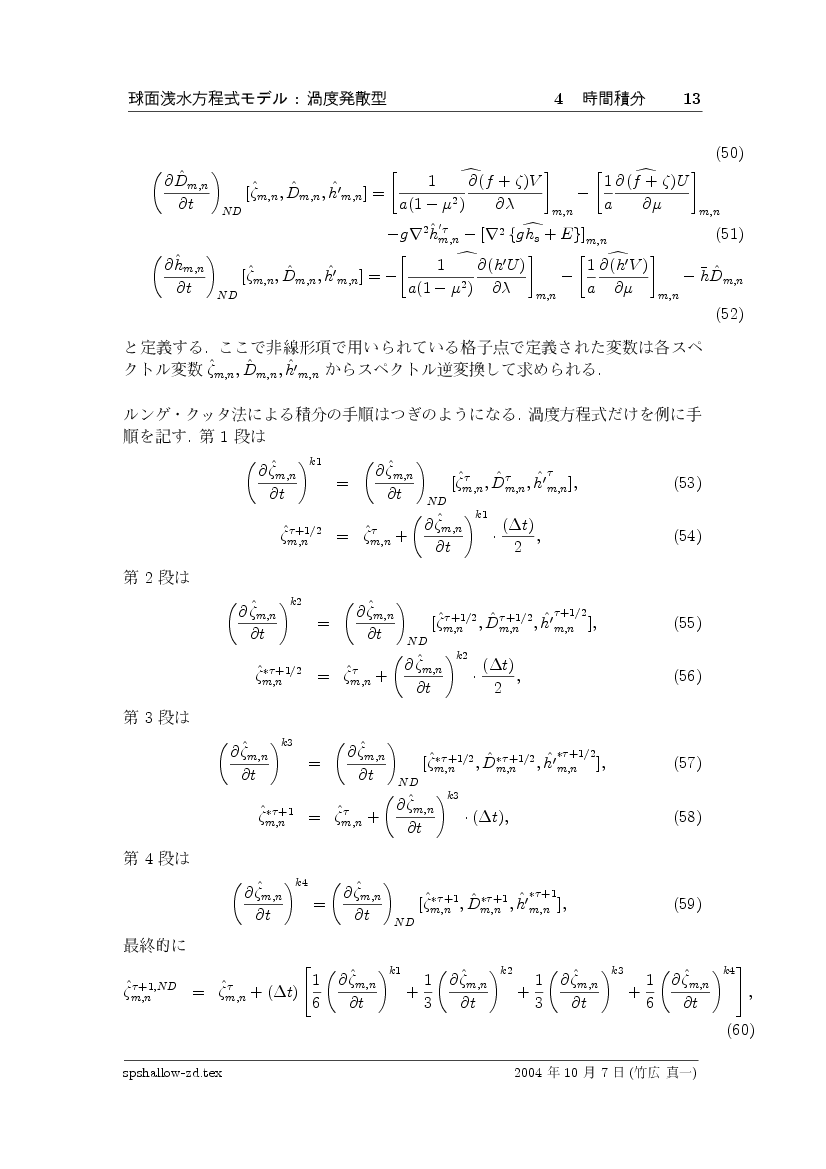 球面浅水方程式モデル : 渦度発散型 4 時間積分 13
(50)
$\left(\frac{\partial \hat{D}_{m,n}}{\partial t}\right)_{ND} [\hat{\zeta}_{m,n}, \hat{D}_{m,n}, \hat{h'}_{m,n}] = \left[\frac{1}{a(1-\mu^2)} \widehat{\frac{\partial (f+\zeta)V}{\partial \lambda}}\right]_{m,n} - \left[\frac{1}{a} \widehat{\frac{\partial (f+\zeta)U}{\partial \mu}}\right]_{m,n}$
$-g\nabla^2 \hat{h}'^{\tau}_{m,n} - [\nabla^2 \widehat{\{gh_s + E\}}]_{m,n}$ (51)
$\left(\frac{\partial \hat{h}_{m,n}}{\partial t}\right)_{ND} [\hat{\zeta}_{m,n}, \hat{D}_{m,n}, \hat{h'}_{m,n}] = -\left[\frac{1}{a(1-\mu^2)} \widehat{\frac{\partial (h'U)}{\partial \lambda}}\right]_{m,n} - \left[\frac{1}{a} \widehat{\frac{\partial (h'V)}{\partial \mu}}\right]_{m,n} - \bar{h}\hat{D}_{m,n}$
(52)
と定義する. ここで非線形項で用いられている格子点で定義された変数は各スペ
クトル変数 $\hat{\zeta}_{m,n}, \hat{D}_{m,n}, \hat{h'}_{m,n}$ からスペクトル逆変換して求められる.
ルンゲ・クッタ法による積分の手順はつぎのようになる. 渦度方程式だけを例に手
順を記す. 第 1 段は
$\left(\frac{\partial \hat{\zeta}_{m,n}}{\partial t}\right)^{k1} = \left(\frac{\partial \hat{\zeta}_{m,n}}{\partial t}\right)_{ND} [\hat{\zeta}^{\tau}_{m,n}, \hat{D}^{\tau}_{m,n}, \hat{h'}^{\tau}_{m,n}],$ (53)
$\hat{\zeta}^{\tau+1/2}_{m,n} = \hat{\zeta}^{\tau}_{m,n} + \left(\frac{\partial \hat{\zeta}_{m,n}}{\partial t}\right)^{k1} \cdot \frac{(\Delta t)}{2},$ (54)
第 2 段は
$\left(\frac{\partial \hat{\zeta}_{m,n}}{\partial t}\right)^{k2} = \left(\frac{\partial \hat{\zeta}_{m,n}}{\partial t}\right)_{ND} [\hat{\zeta}^{\tau+1/2}_{m,n}, \hat{D}^{\tau+1/2}_{m,n}, \hat{h'}^{\tau+1/2}_{m,n}],$ (55)
$\hat{\zeta}^{*\tau+1/2}_{m,n} = \hat{\zeta}^{\tau}_{m,n} + \left(\frac{\partial \hat{\zeta}_{m,n}}{\partial t}\right)^{k2} \cdot \frac{(\Delta t)}{2},$ (56)
第 3 段は
$\left(\frac{\partial \hat{\zeta}_{m,n}}{\partial t}\right)^{k3} = \left(\frac{\partial \hat{\zeta}_{m,n}}{\partial t}\right)_{ND} [\hat{\zeta}^{*\tau+1/2}_{m,n}, \hat{D}^{*\tau+1/2}_{m,n}, \hat{h'}^{*\tau+1/2}_{m,n}],$ (57)
$\hat{\zeta}^{*\tau+1}_{m,n} = \hat{\zeta}^{\tau}_{m,n} + \left(\frac{\partial \hat{\zeta}_{m,n}}{\partial t}\right)^{k3} \cdot (\Delta t),$ (58)
第 4 段は
$\left(\frac{\partial \hat{\zeta}_{m,n}}{\partial t}\right)^{k4} = \left(\frac{\partial \hat{\zeta}_{m,n}}{\partial t}\right)_{ND} [\hat{\zeta}^{*\tau+1}_{m,n}, \hat{D}^{*\tau+1}_{m,n}, \hat{h'}^{*\tau+1}_{m,n}],$ (59)
最終的に
$\hat{\zeta}^{\tau+1,ND}_{m,n} = \hat{\zeta}^{\tau}_{m,n} + (\Delta t)\left[\frac{1}{6}\left(\frac{\partial \hat{\zeta}_{m,n}}{\partial t}\right)^{k1} + \frac{1}{3}\left(\frac{\partial \hat{\zeta}_{m,n}}{\partial t}\right)^{k2} + \frac{1}{3}\left(\frac{\partial \hat{\zeta}_{m,n}}{\partial t}\right)^{k3} + \frac{1}{6}\left(\frac{\partial \hat{\zeta}_{m,n}}{\partial t}\right)^{k4}\right],$
(60)
spshallow-zd.tex 2004 年 10 月 7 日 (竹広 真一)